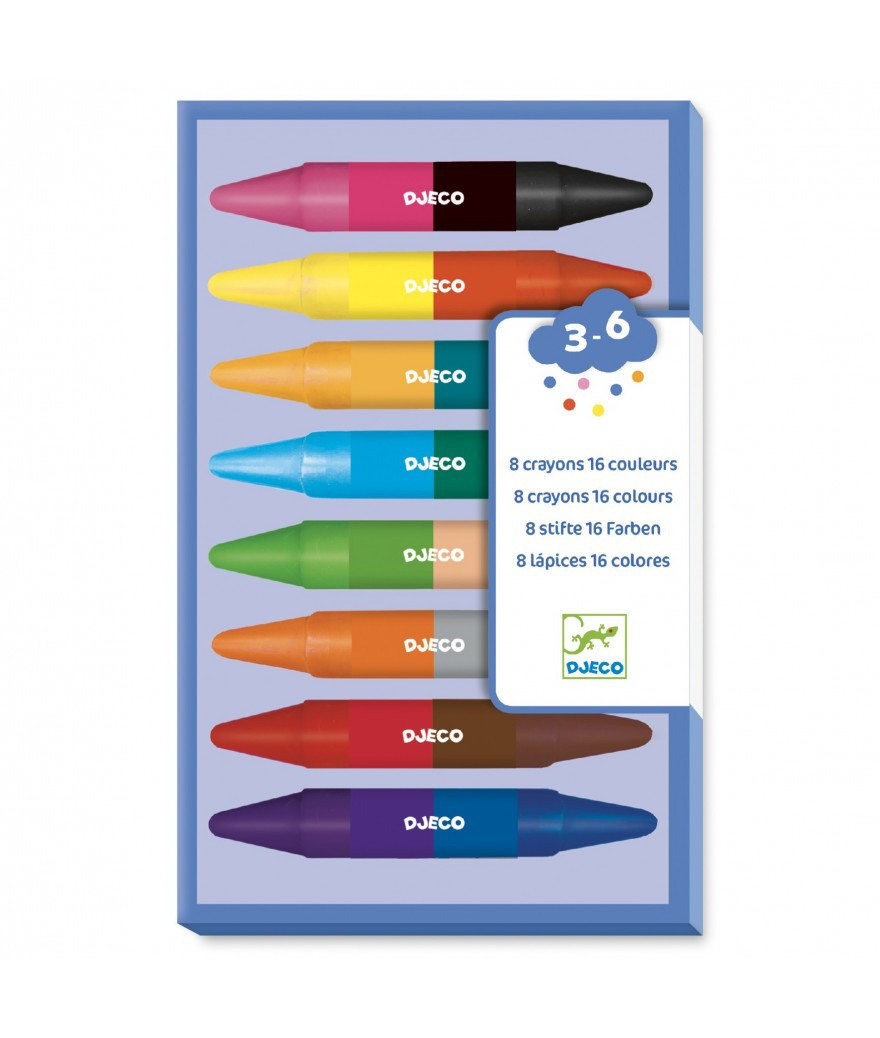 DJECO
DJECO
3-6
DJECO
DJECO
8 crayons 16 couleurs
8 crayons 16 colours
8 stifte 16 Farben
8 lápices 16 colores
DJECO
DJECO
DJECO
DJECO
DJECO